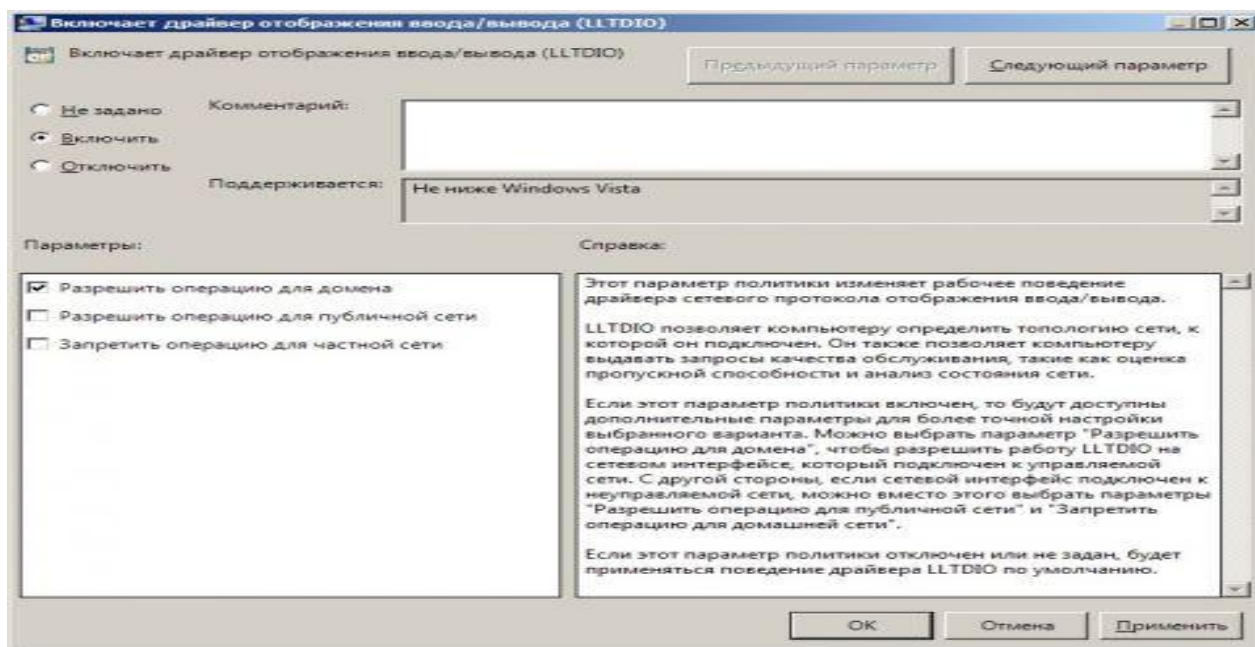 Включает драйвер отображения ввода/вывода (LLTDIO)
Включает драйвер отображения ввода/вывода (LLTDIO)
Предыдущий параметр
Следующий параметр
Не задано
Включить
Отключить
Комментарий:
Поддерживается:
Не ниже Windows Vista
Параметры:
Справка:
Разрешить операцию для домена
Разрешить операцию для публичной сети
Запретить операцию для частной сети
Этот параметр политики изменяет рабочее поведение
драйвера сетевого протокола отображения ввода/вывода.
LLTDIO позволяет компьютеру определить топологию сети, к
которой он подключен. Он также позволяет компьютеру
выдавать запросы качества обслуживания, такие как оценка
пропускной способности и анализ состояния сети.
Если этот параметр политики включен, то будут доступны
дополнительные параметры для более точной настройки
выбранного варианта. Можно выбрать параметр "Разрешить
операцию для домена", чтобы разрешить работу LLTDIO на
сетевом интерфейсе, который подключен к управляемой
сети. С другой стороны, если сетевой интерфейс подключен к
неуправляемой сети, можно вместо этого выбрать параметры
"Разрешить операцию для публичной сети" и "Запретить
операцию для домашней сети".
Если этот параметр политики отключен или не задан, будет
применяться поведение драйвера LLTDIO по умолчанию.
OK
Отмена
Применить